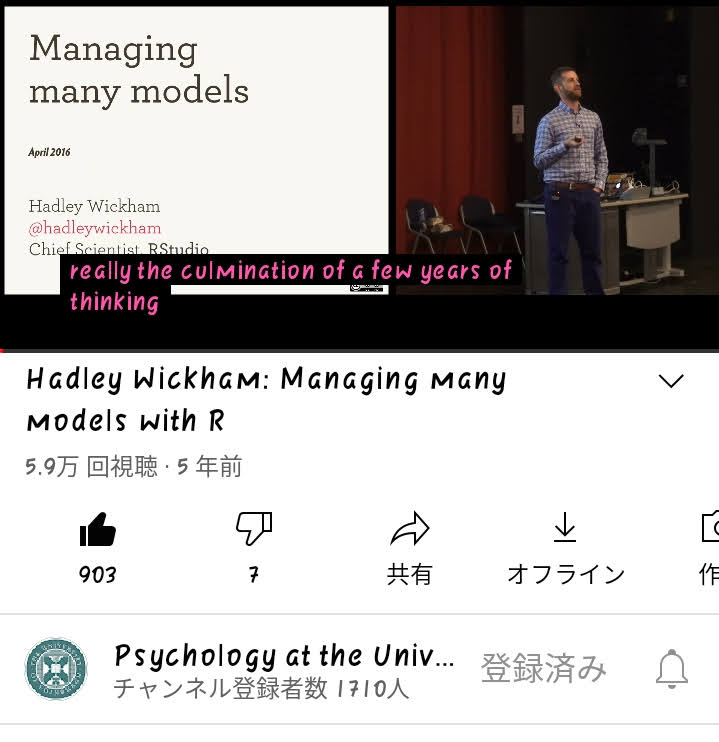 Managing
many models
April 2016
Hadley Wickham
@hadleywickham
Chief Scientist, RStudio
really the culmination of a few years of
thinking
Hadley Wickham: Managing many
models with R
5.9万 回視聴 · 5 年前
903
7
共有
オフライン
作
Psychology at the Univ...
登録済み
チャンネル登録者数 1710人